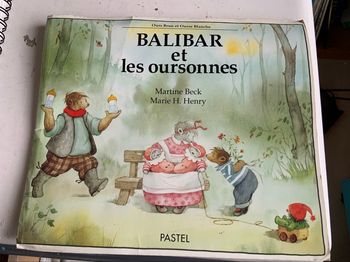 Ours Brun et Ourse Blanche
BALIBAR
et
les oursonnes
Martine Beck
Marie H. Henry
PASTEL